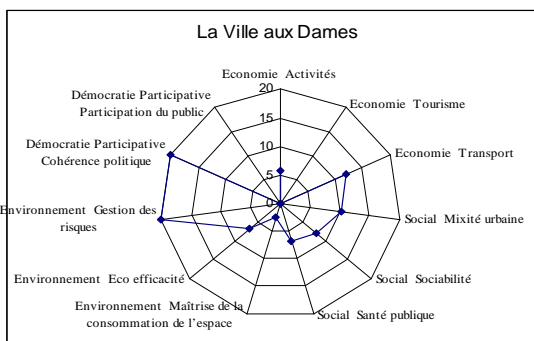 La Ville aux Dames
Economie Activités
Economie Tourisme
Economie Transport
Social Mixité urbaine
Social Sociabilité
Social Santé publique
Environnement Maîtrise de la
consommation de l'espace
Environnement Eco efficacité
Environnement Gestion des
risques
Démocratie Participative
Cohérence politique
Démocratie Participative
Participation du public
20
15
10
5
0